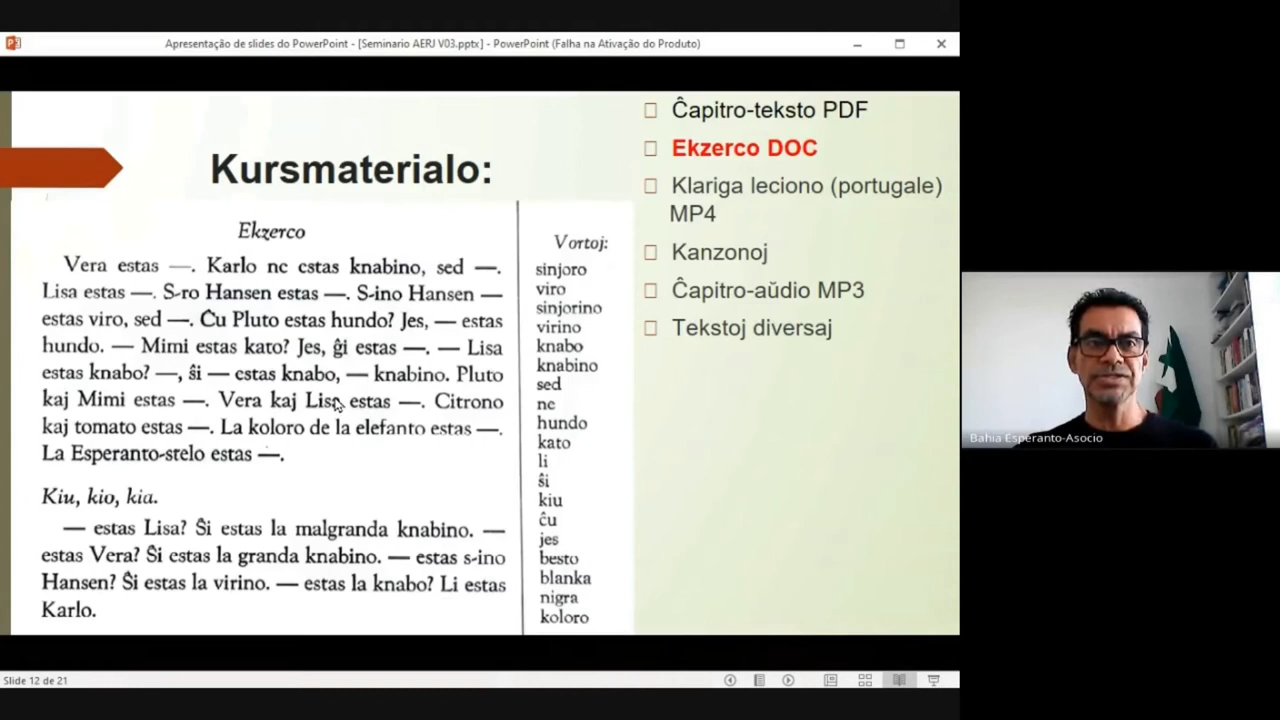 Apresentação de slides do PowerPoint - [Seminario AERJ V03.pptx] - PowerPoint (Falha na Ativação do Produto)
Kursmaterialo:
Ekzerco
Vera estas —. Karlo ne estas knabino, sed —.
Lisa estas —. S-ro Hansen estas —. S-ino Hansen —
estas viro, sed —. Ĉu Pluto estas hundo? Jes, — estas
hundo. — Mimi estas kato? Jes, ĝi estas —. — Lisa
estas knabo? —, ŝi — estas knabo, — knabino. Pluto
kaj Mimi estas —. Vera kaj Lisa estas —. Citrono
kaj tomato estas —. La koloro de la elefanto estas —.
La Esperanto-stelo estas —.
Kiu, kio, kia.
— estas Lisa? Ŝi estas la malgranda knabino. —
estas Vera? Ŝi estas la granda knabino. — estas s-ino
Hansen? Ŝi estas la virino. — estas la knabo? Li estas
Karlo.
Vortoj:
sinjoro
viro
sinjorino
virino
knabo
knabino
sed
ne
hundo
kato
li
ŝi
kiu
ĉu
jes
besto
blanka
nigra
koloro
Ĉapitro-teksto PDF
Ekzerco DOC
Klariga leciono (portugale)
MP4
Kanzonoj
Ĉapitro-aŭdio MP3
Tekstoj diversaj
Bahia Esperanto-Asocio
Slide 12 de 21